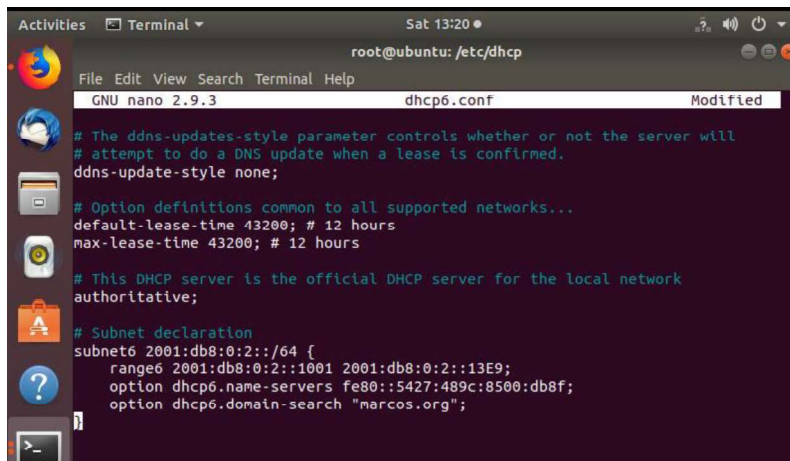 Activities Terminal Sat 13:20
root@ubuntu: /etc/dhcp
File Edit View Search Terminal Help
GNU nano 2.9.3 dhcp6.conf Modified
# The ddns-updates-style parameter controls whether or not the server will
# attempt to do a DNS update when a lease is confirmed.
ddns-update-style none;
# Option definitions common to all supported networks...
default-lease-time 43200; # 12 hours
max-lease-time 43200; # 12 hours
# This DHCP server is the official DHCP server for the local network
authoritative;
# Subnet declaration
subnet6 2001:db8:0:2::/64 {
range6 2001:db8:0:2::1001 2001:db8:0:2::13E9;
option dhcp6.name-servers fe80::5427:489c:8500:db8f;
option dhcp6.domain-search "marcos.org";
}